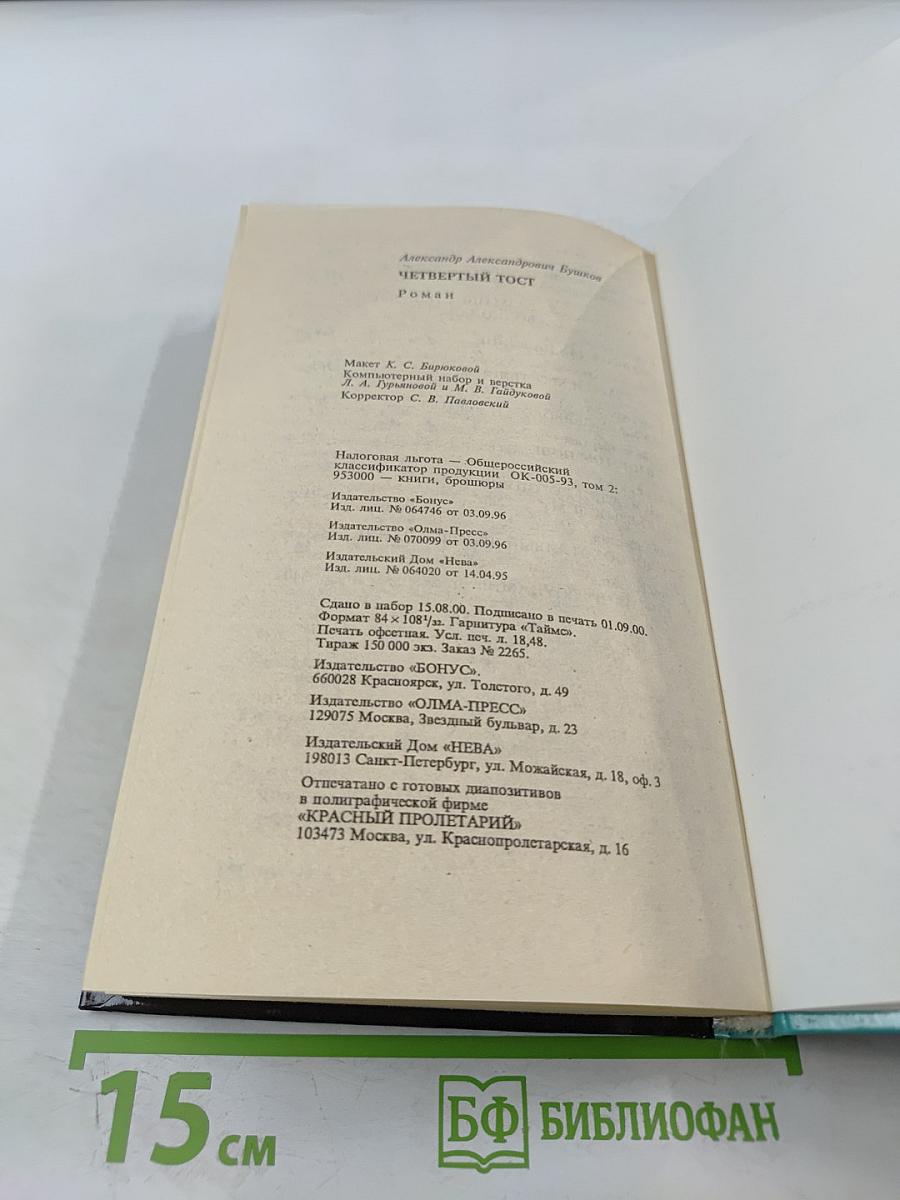 Александр Александрович Бушков
ЧЕТВЕРТЫЙ ТОСТ
Роман
Макет К. С. Бирюковой
Компьютерный набор и верстка
Л. А. Гурьяновой и М. В. Гайдуковой
Корректор С. В. Павловский
Налоговая льгота — Общероссийский
классификатор продукции ОК-005-93, том 2:
953000 — книги, брошюры
Издательство «Бонус»
Изд. лиц. № 064746 от 03.09.96
Издательство «Олма-Пресс»
Изд. лиц. № 070099 от 03.09.96
Издательский Дом «Нева»
Изд. лиц. № 064020 от 14.04.95
Сдано в набор 15.08.00. Подписано в печать 01.09.00.
Формат 84 × 108 1/32. Гарнитура «Таймс».
Печать офсетная. Усл. печ. л. 18,48.
Тираж 150 000 экз. Заказ № 2265.
Издательство «БОНУС».
660028 Красноярск, ул. Толстого, д. 49
Издательство «ОЛМА-ПРЕСС»
129075 Москва, Звездный бульвар, д. 23
Издательский Дом «НЕВА»
198013 Санкт-Петербург, ул. Можайская, д. 18, оф. 3
Отпечатано с готовых диапозитивов
в полиграфической фирме
«КРАСНЫЙ ПРОЛЕТАРИЙ»
103473 Москва, ул. Краснопролетарская, д. 16
15 см
БФ БИБЛИОФАН